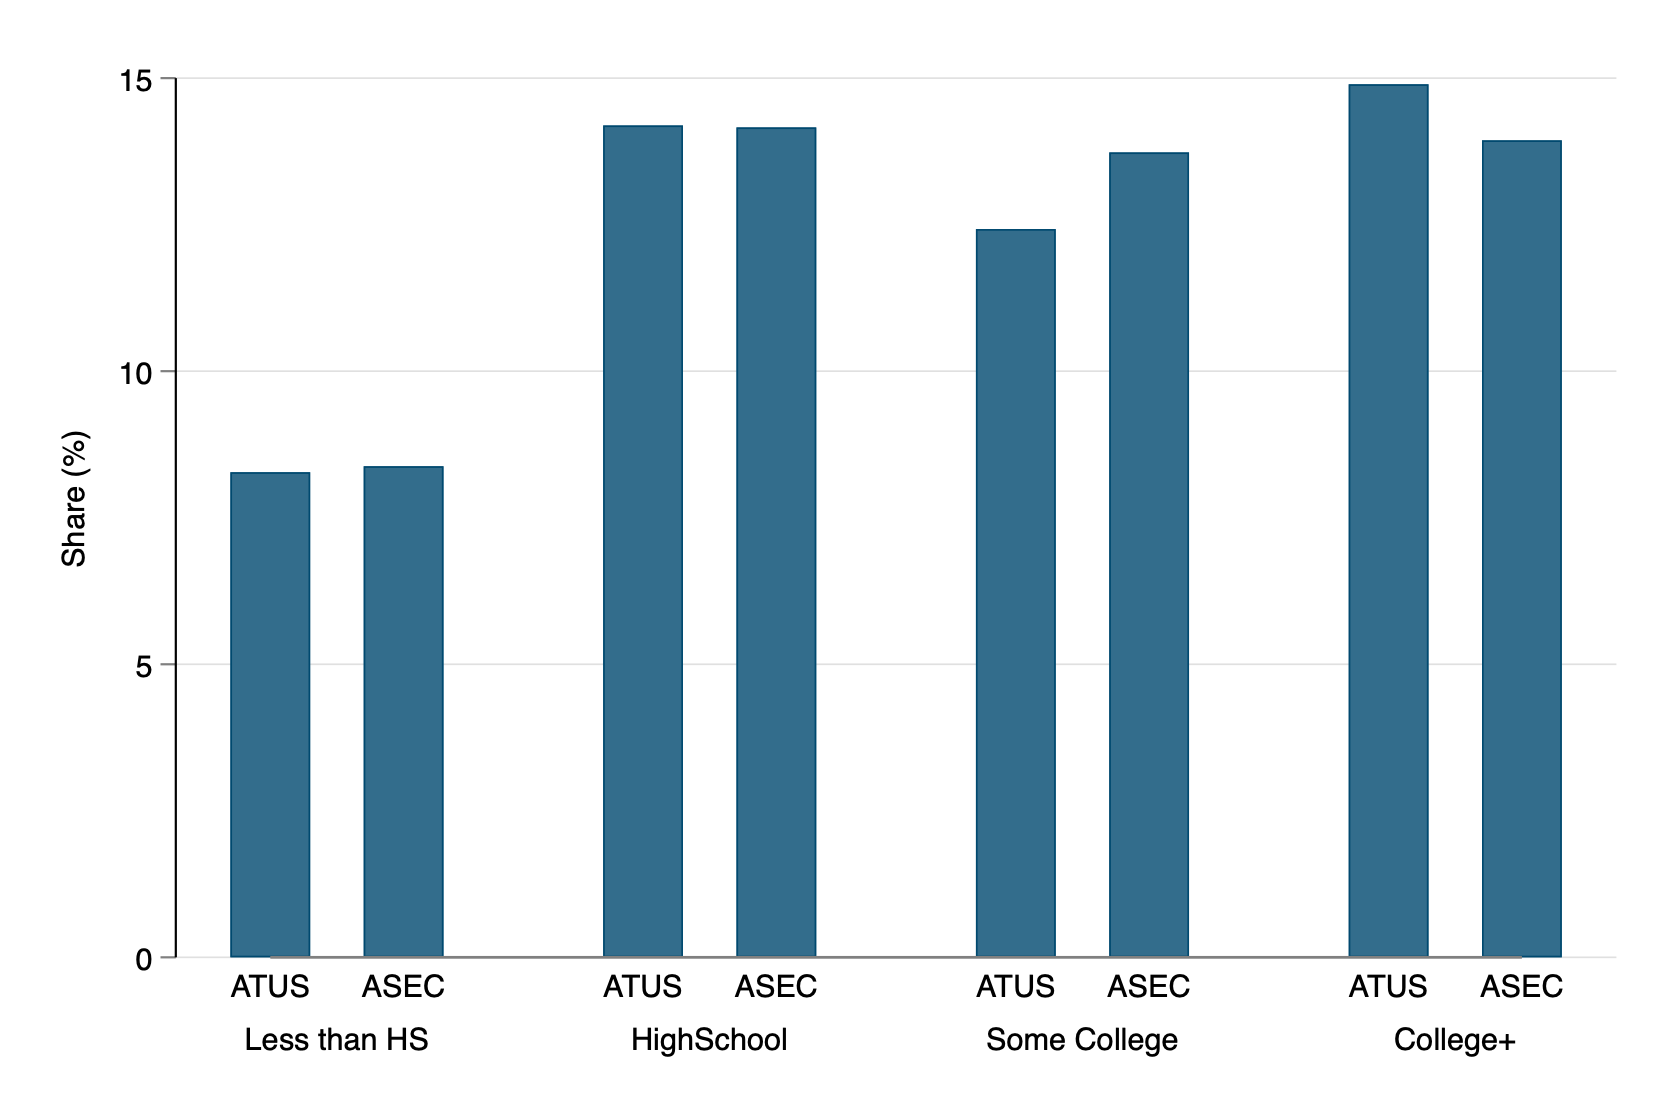 15
10
5
0
Share (%)
ATUS ASEC ATUS ASEC ATUS ASEC ATUS ASEC
Less than HS HighSchool Some College College+